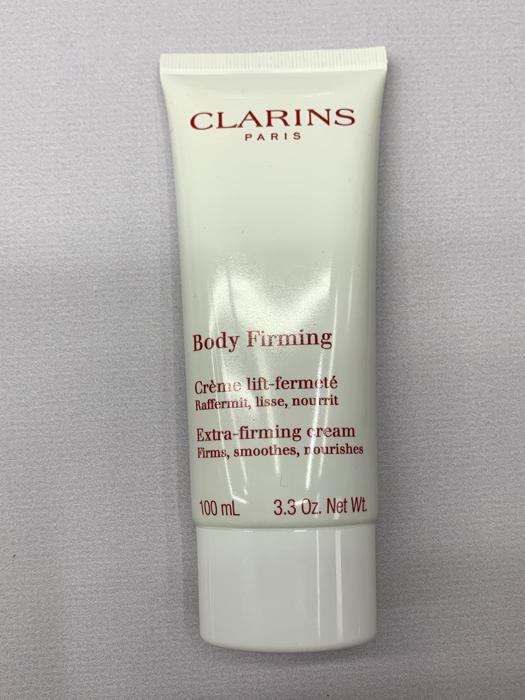 CLARINS
PARIS
Body Firming
Crème lift-fermeté
Raffermit, lisse, nourrit
Extra-firming cream
Firms, smoothes, nourishes
100 mL 3.3 Oz. Net Wt.